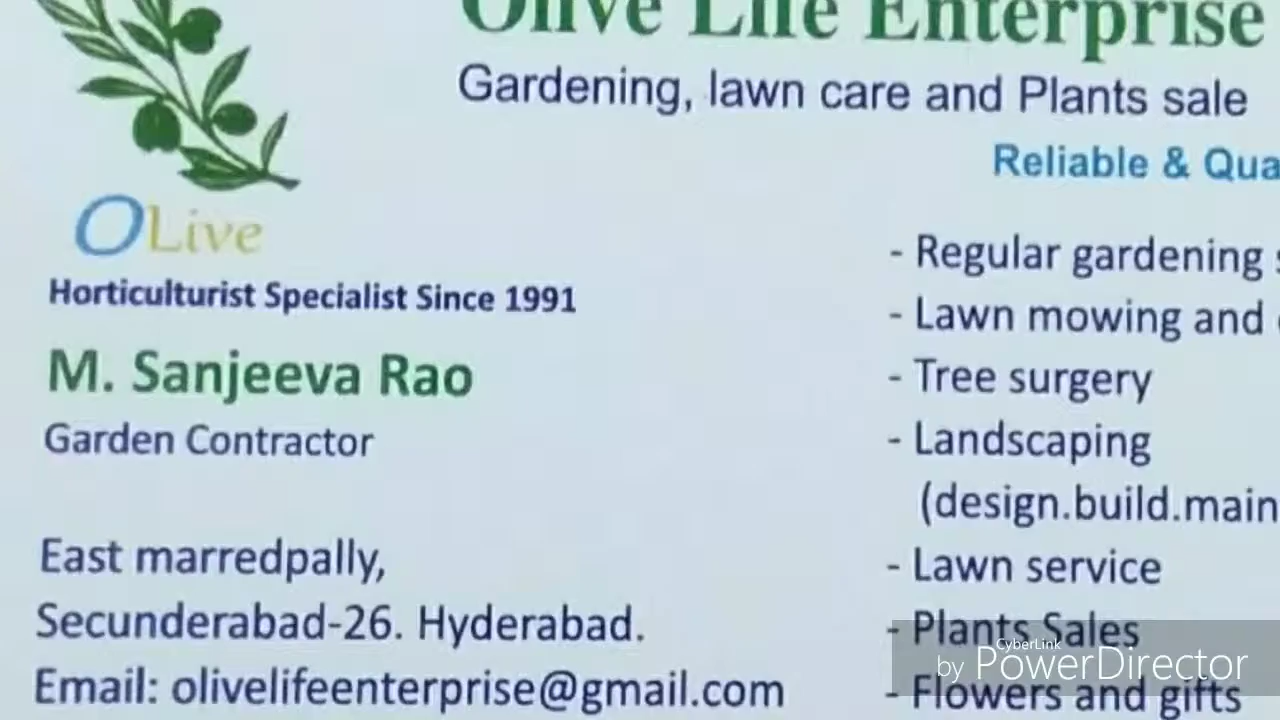 Olive Life Enterprise
Gardening, lawn care and Plants sale
Reliable &
OLive
Horticulturist Specialist Since 1991
M. Sanjeeva Rao
Garden Contractor
East marredpally,
Secunderabad-26. Hyderabad.
Email: olivelifeenterprise@gmail.com
- Regular gardening
- Lawn mowing and
- Tree surgery
- Landscaping
(design.build.main
- Lawn service
- Plants Sales
- Flowers and gifts
CyberLink
by PowerDirector